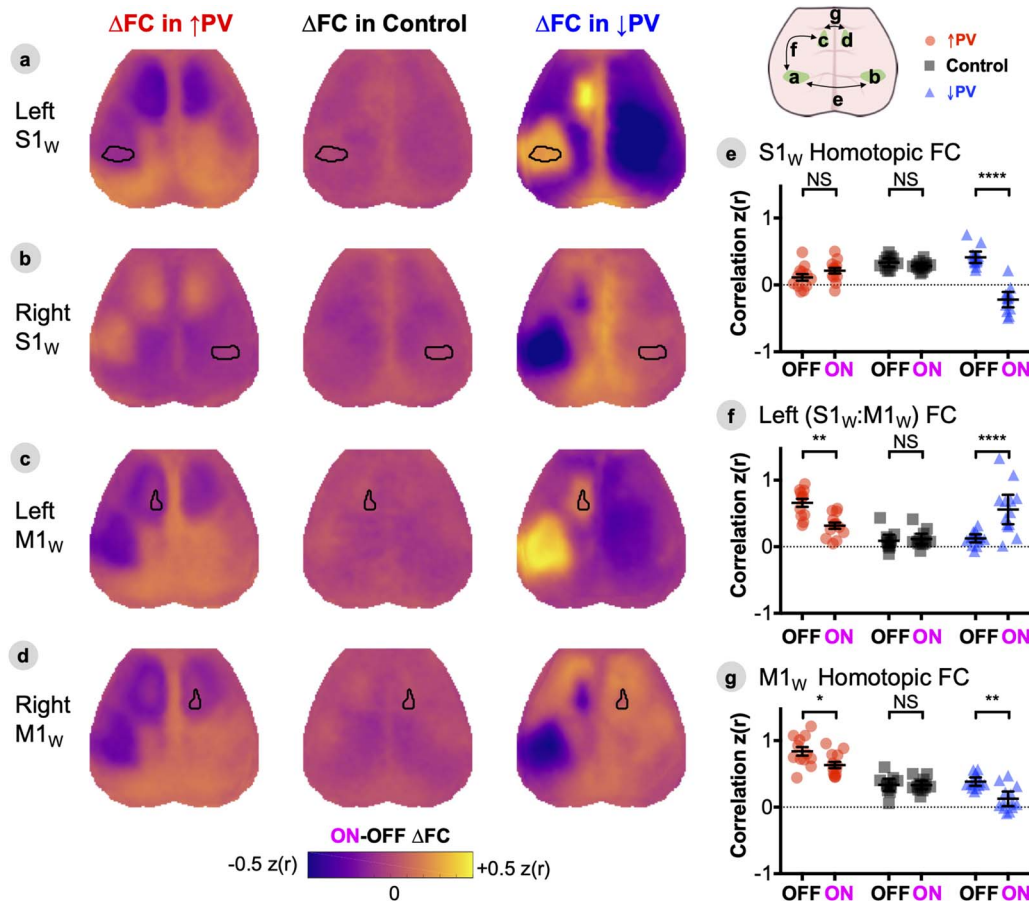 ΔFC in ↑PV
ΔFC in Control
ΔFC in ↓PV
a
Left
S1W
b
Right
S1W
c
Left
M1W
d
Right
M1W
ON-OFF ΔFC
-0.5 z(r)
+0.5 z(r)
0
g
c d
f
a b
e
↑PV
Control
↓PV
e S1W Homotopic FC
NS NS ****
Correlation z(r)
1
0
-1
OFF ON OFF ON OFF ON
f Left (S1W:M1W) FC
** NS ****
Correlation z(r)
1
0
-1
OFF ON OFF ON OFF ON
g M1W Homotopic FC
* NS **
Correlation z(r)
1
0
-1
OFF ON OFF ON OFF ON